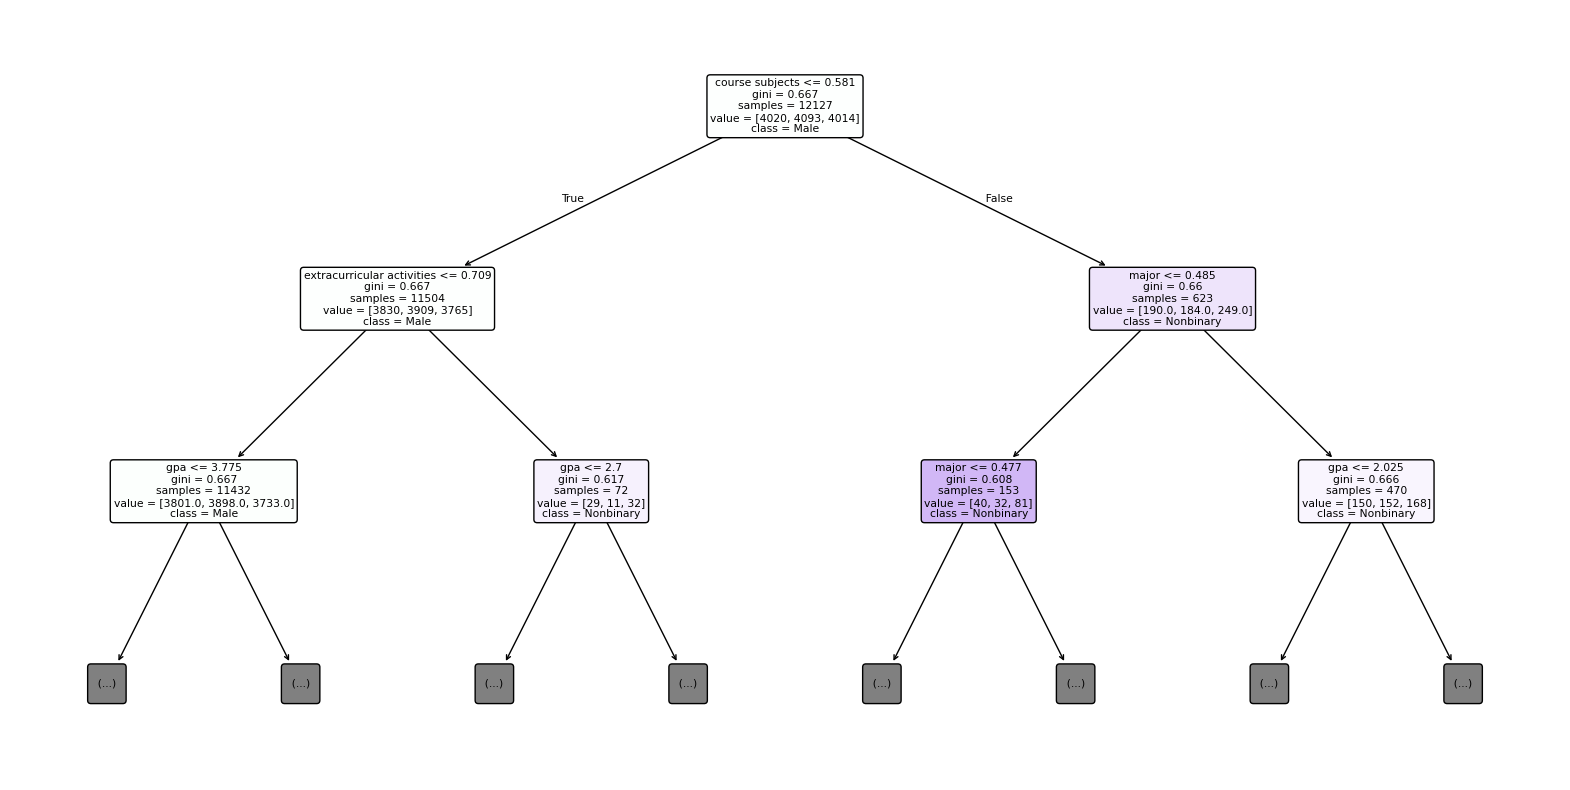 course subjects <= 0.581
gini = 0.667
samples = 12127
value = [4020, 4093, 4014]
class = Male
True
False
extracurricular activities <= 0.709
gini = 0.667
samples = 11504
value = [3830, 3909, 3765]
class = Male
major <= 0.485
gini = 0.66
samples = 623
value = [190.0, 184.0, 249.0]
class = Nonbinary
gpa <= 3.775
gini = 0.667
samples = 11432
value = [3801.0, 3898.0, 3733.0]
class = Male
gpa <= 2.7
gini = 0.617
samples = 72
value = [29, 11, 32]
class = Nonbinary
major <= 0.477
gini = 0.608
samples = 153
value = [40, 32, 81]
class = Nonbinary
gpa <= 2.025
gini = 0.666
samples = 470
value = [150, 152, 168]
class = Nonbinary
(...)
(...)
(...)
(...)
(...)
(...)
(...)
(...)